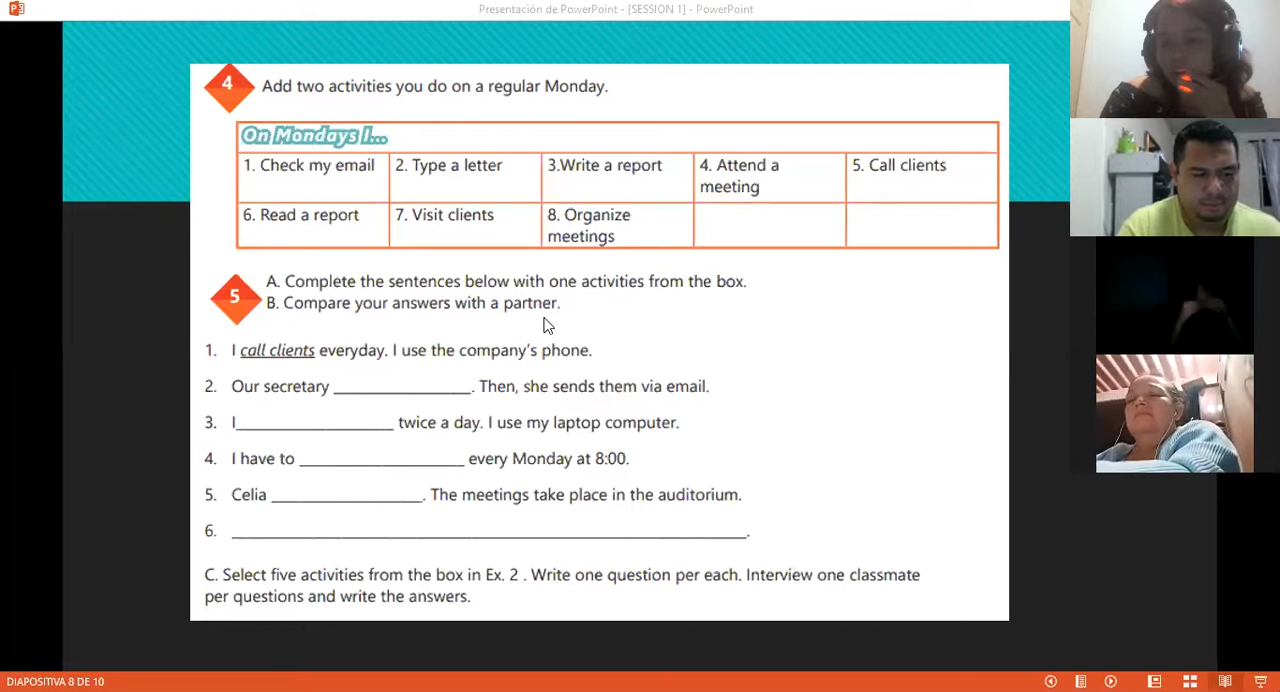 Presentación de PowerPoint - [SESSION 1] - PowerPoint
4 Add two activities you do on a regular Monday.
On Mondays I...
1. Check my email 2. Type a letter 3.Write a report 4. Attend a meeting 5. Call clients
6. Read a report 7. Visit clients 8. Organize meetings
5 A. Complete the sentences below with one activities from the box.
B. Compare your answers with a partner.
1. I call clients everyday. I use the company's phone.
2. Our secretary _______________. Then, she sends them via email.
3. I_________________ twice a day. I use my laptop computer.
4. I have to __________________ every Monday at 8:00.
5. Celia ________________. The meetings take place in the auditorium.
6. ________________________________________________________.
C. Select five activities from the box in Ex. 2 . Write one question per each. Interview one classmate
per questions and write the answers.
DIAPOSITIVA 8 DE 10